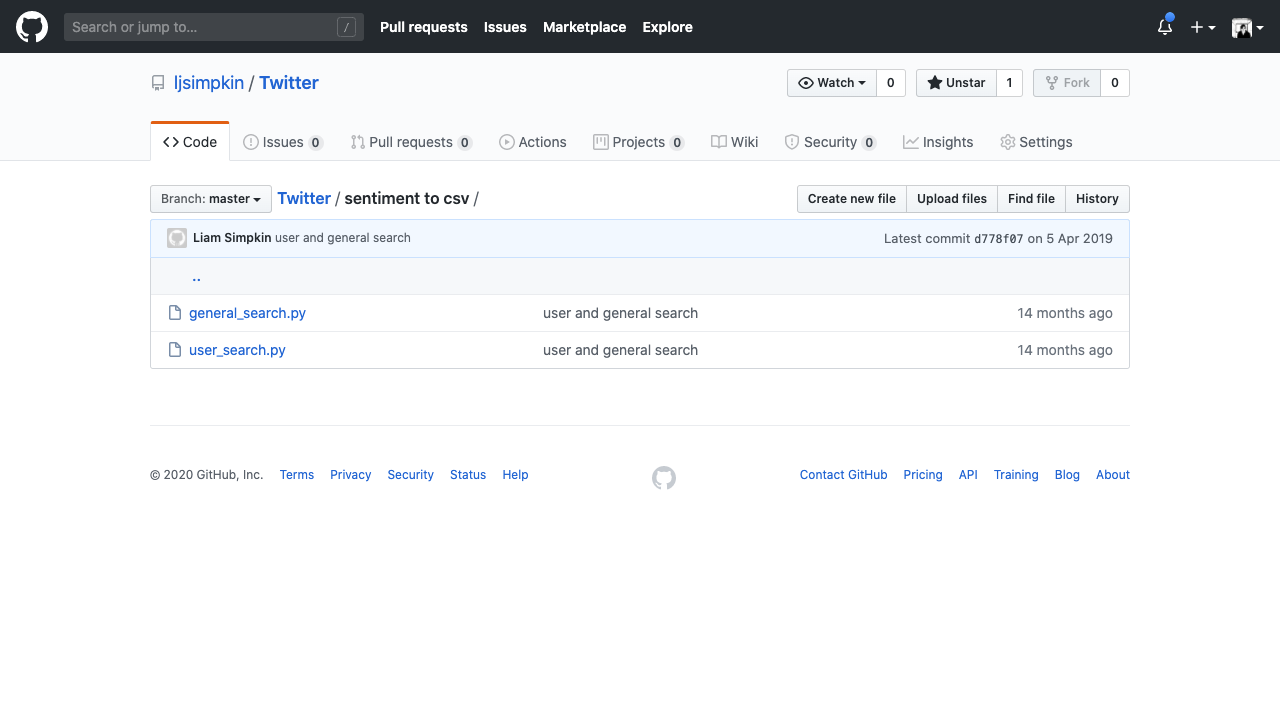 Search or jump to... / Pull requests Issues Marketplace Explore
ljsimpkin / Twitter Watch 0 Unstar 1 Fork 0
Code Issues 0 Pull requests 0 Actions Projects 0 Wiki Security 0 Insights Settings
Branch: master Twitter / sentiment to csv / Create new file Upload files Find file History
Liam Simpkin user and general search Latest commit d778f07 on 5 Apr 2019
..
general_search.py user and general search 14 months ago
user_search.py user and general search 14 months ago
© 2020 GitHub, Inc. Terms Privacy Security Status Help Contact GitHub Pricing API Training Blog About